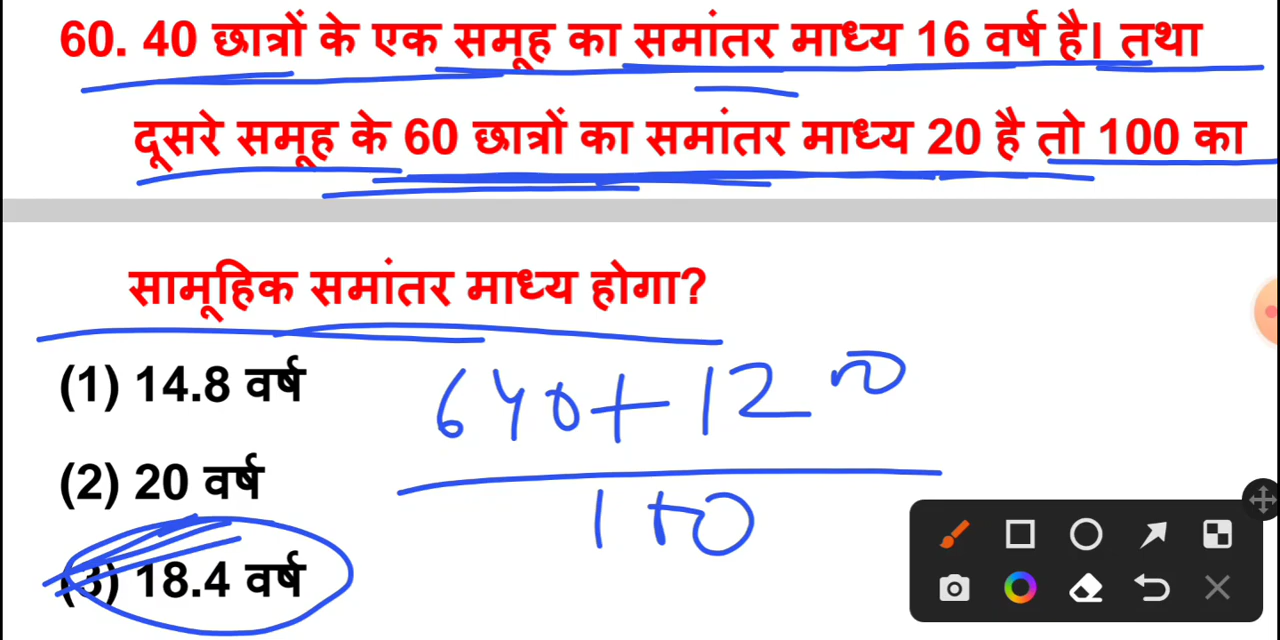 60. 40 छात्रों के एक समूह का समांतर माध्य 16 वर्ष है। तथा
दूसरे समूह के 60 छात्रों का समांतर माध्य 20 है तो 100 का
सामूहिक समांतर माध्य होगा?
(1) 14.8 वर्ष
640+1200
(2) 20 वर्ष
100
(3) 18.4 वर्ष